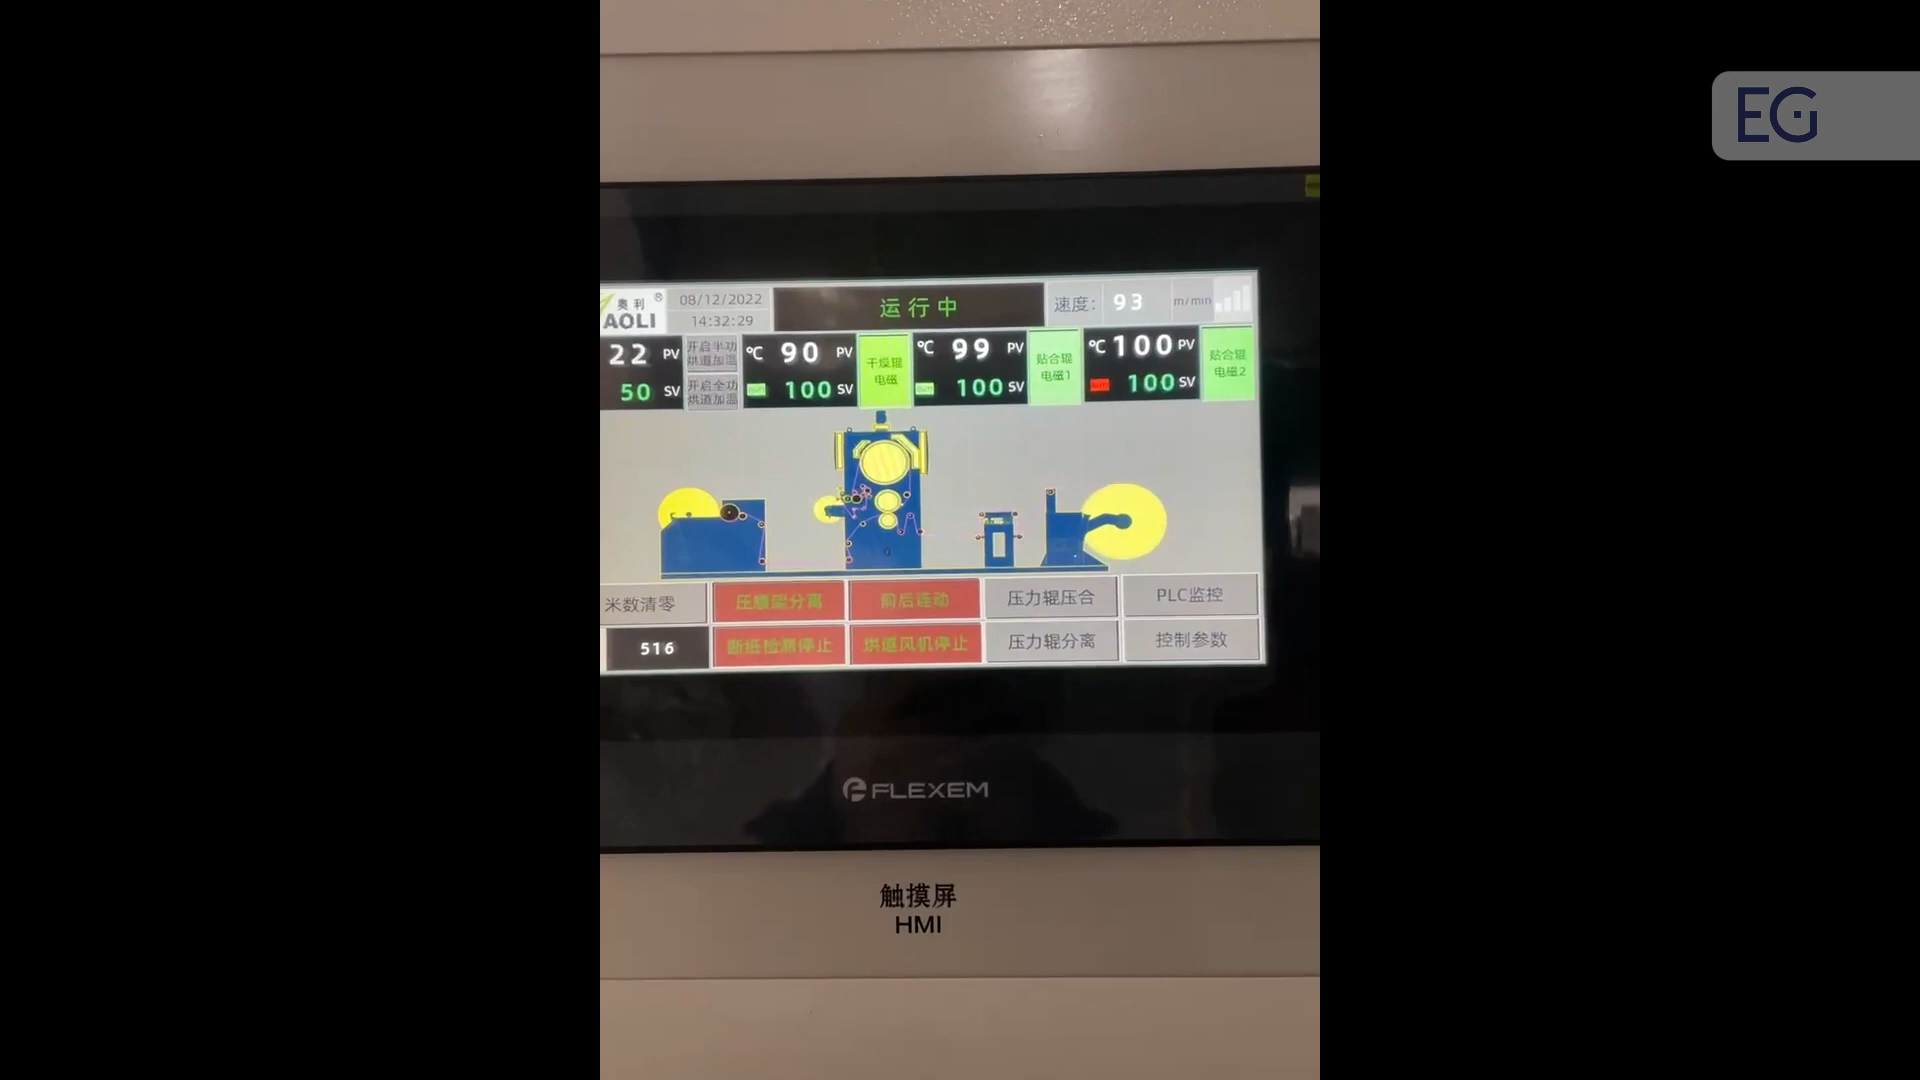 EG
奥利®
AOLI
08/12/2022
14:32:29
运行中
速度: 93 m/min
22 PV
50 SV
开启半功
烘道加温
开启全功
烘道加温
℃ 90 PV
100 SV
干燥辊
电磁
℃ 99 PV
100 SV
贴合辊
电磁1
℃ 100 PV
100 SV
贴合辊
电磁2
米数清零
前后连动
压力辊压合
PLC监控
516
断纸检测停止
烘道风机停止
压力辊分离
控制参数
FLEXEM
触摸屏
HMI